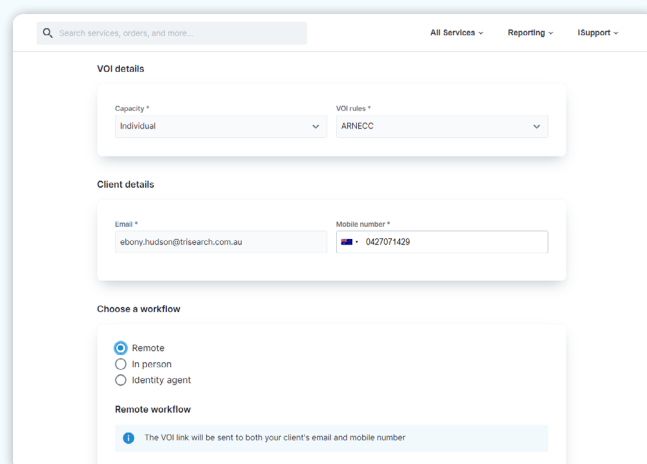 Search services, orders, and more...
All Services
Reporting
ISupport
VOI details
Capacity *
VOI rules *
Individual
ARNECC
Client details
Email *
Mobile number *
ebony.hudson@trisearch.com.au
0427071429
Choose a workflow
Remote
In person
Identity agent
Remote workflow
The VOI link will be sent to both your client's email and mobile number